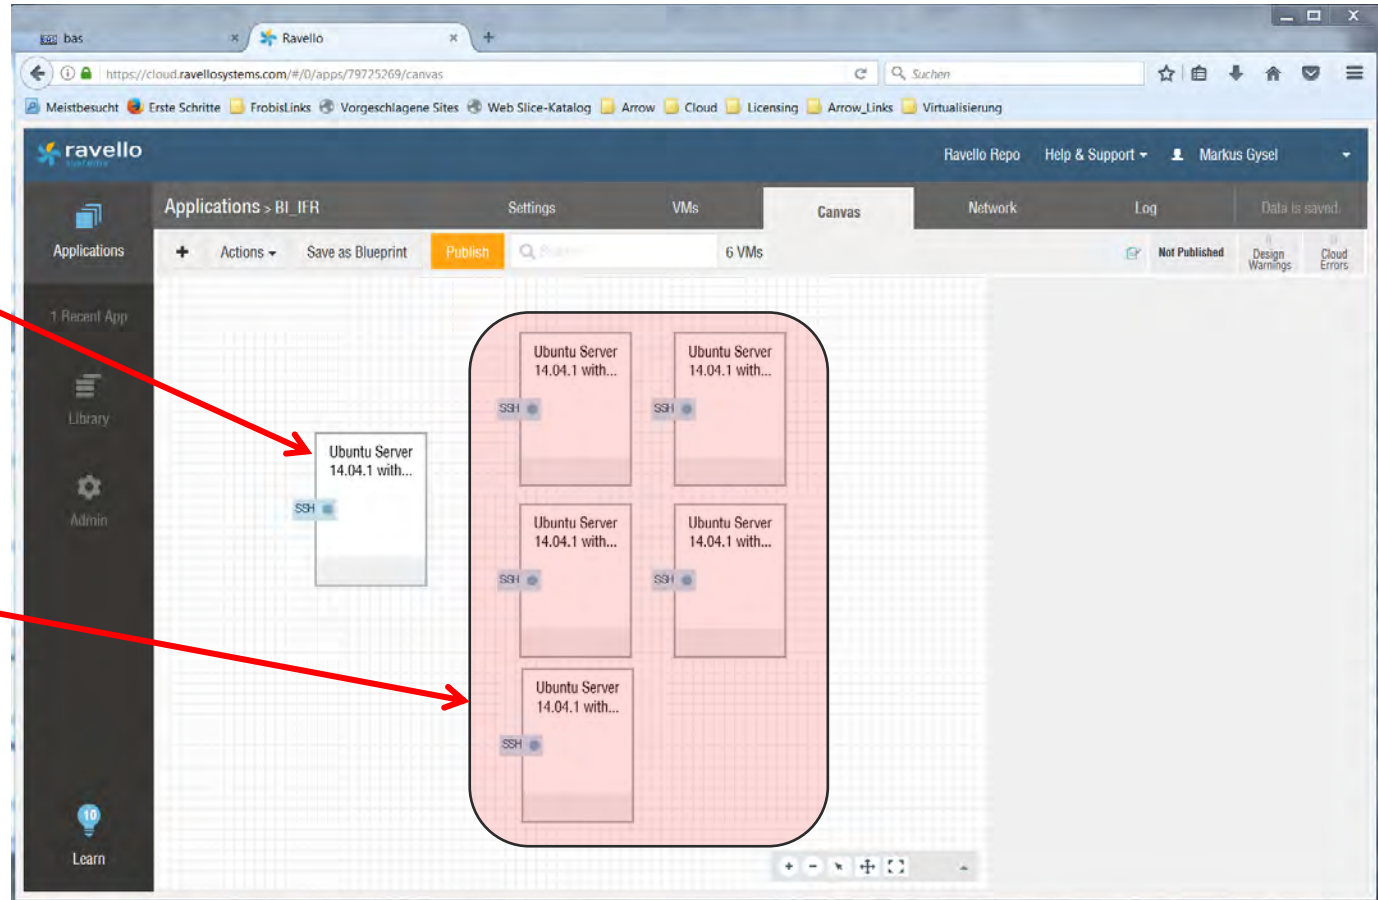 bas
Ravello
https://cloud.ravellosystems.com/#/0/apps/79725269/canvas
Suchen
Meistbesucht Erste Schritte FrobisLinks Vorgeschlagene Sites Web Slice-Katalog Arrow Cloud Licensing Arrow_Links Virtualisierung
ravello
systems
Ravello Repo Help & Support Markus Gysel
Applications > BI_IFR Settings VMs Canvas Network Log Data is saved.
Applications
Actions Save as Blueprint Publish 6 VMs Not Published
Design
Warnings
Cloud
Errors
1 Recent App
Library
Admin
Ubuntu Server
14.04.1 with...
SSH
Ubuntu Server
14.04.1 with...
SSH
Ubuntu Server
14.04.1 with...
SSH
Ubuntu Server
14.04.1 with...
SSH
Ubuntu Server
14.04.1 with...
SSH
Ubuntu Server
14.04.1 with...
SSH
10
Learn